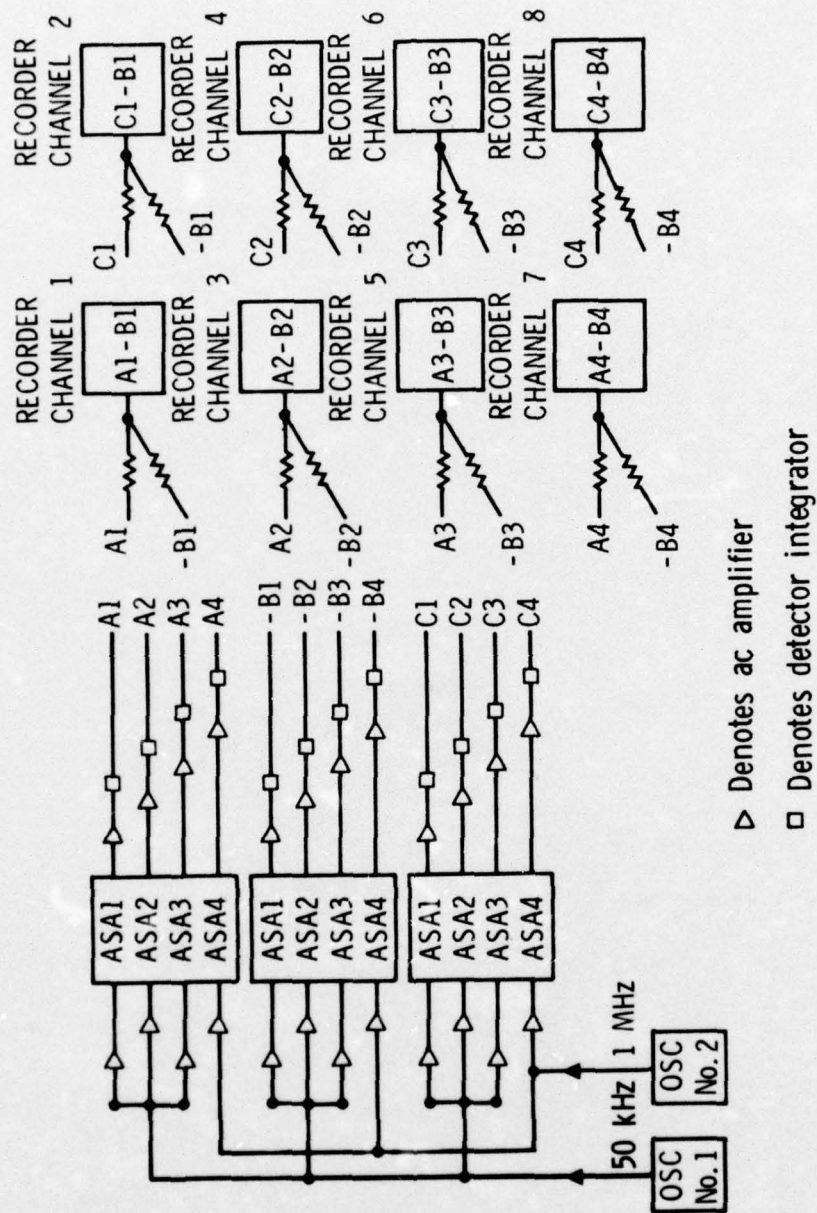 OSC
No. 1
OSC
No. 2
50 kHz
1 MHz
ASA1
ASA2
ASA3
ASA4
ASA1
ASA2
ASA3
ASA4
ASA1
ASA2
ASA3
ASA4
A1
A2
A3
A4
-B1
-B2
-B3
-B4
C1
C2
C3
C4
RECORDER
CHANNEL 1
A1
-B1
A1-B1
RECORDER
CHANNEL 2
C1
-B1
C1-B1
RECORDER
CHANNEL 3
A2
-B2
A2-B2
RECORDER
CHANNEL 4
C2
-B2
C2-B2
RECORDER
CHANNEL 5
A3
-B3
A3-B3
RECORDER
CHANNEL 6
C3
-B3
C3-B3
RECORDER
CHANNEL 7
A4
-B4
A4-B4
RECORDER
CHANNEL 8
C4
-B4
C4-B4
▷ Denotes ac amplifier
□ Denotes detector integrator